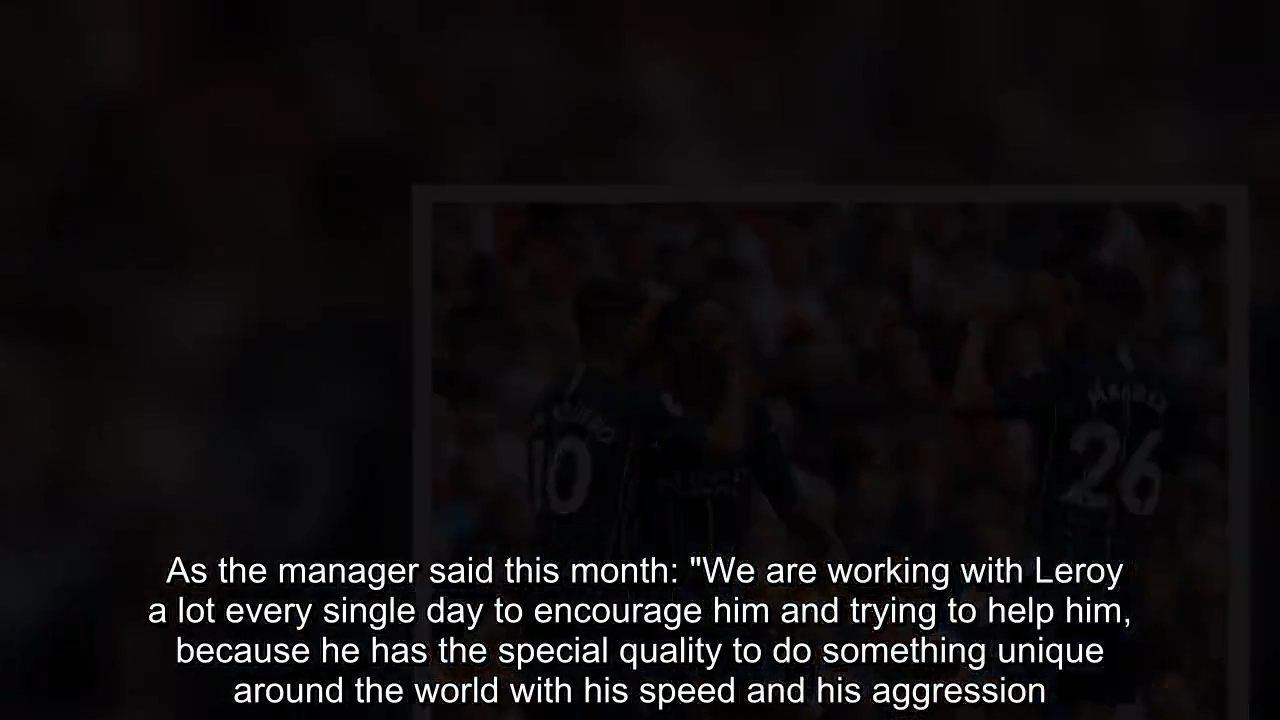 10
26
As the manager said this month: "We are working with Leroy
a lot every single day to encourage him and trying to help him,
because he has the special quality to do something unique
around the world with his speed and his aggression